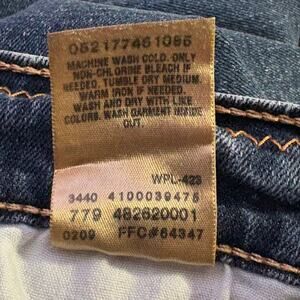 052177461085
MACHINE WASH COLD. ONLY
NON-CHLORINE BLEACH IF
NEEDED. TUMBLE DRY MEDIUM.
WARM IRON IF NEEDED.
WASH AND DRY WITH LIKE
COLORS. WASH GARMENT INSIDE
OUT.
WPL-423
3440 4100039475
779 482620001
0209 FFC#64347